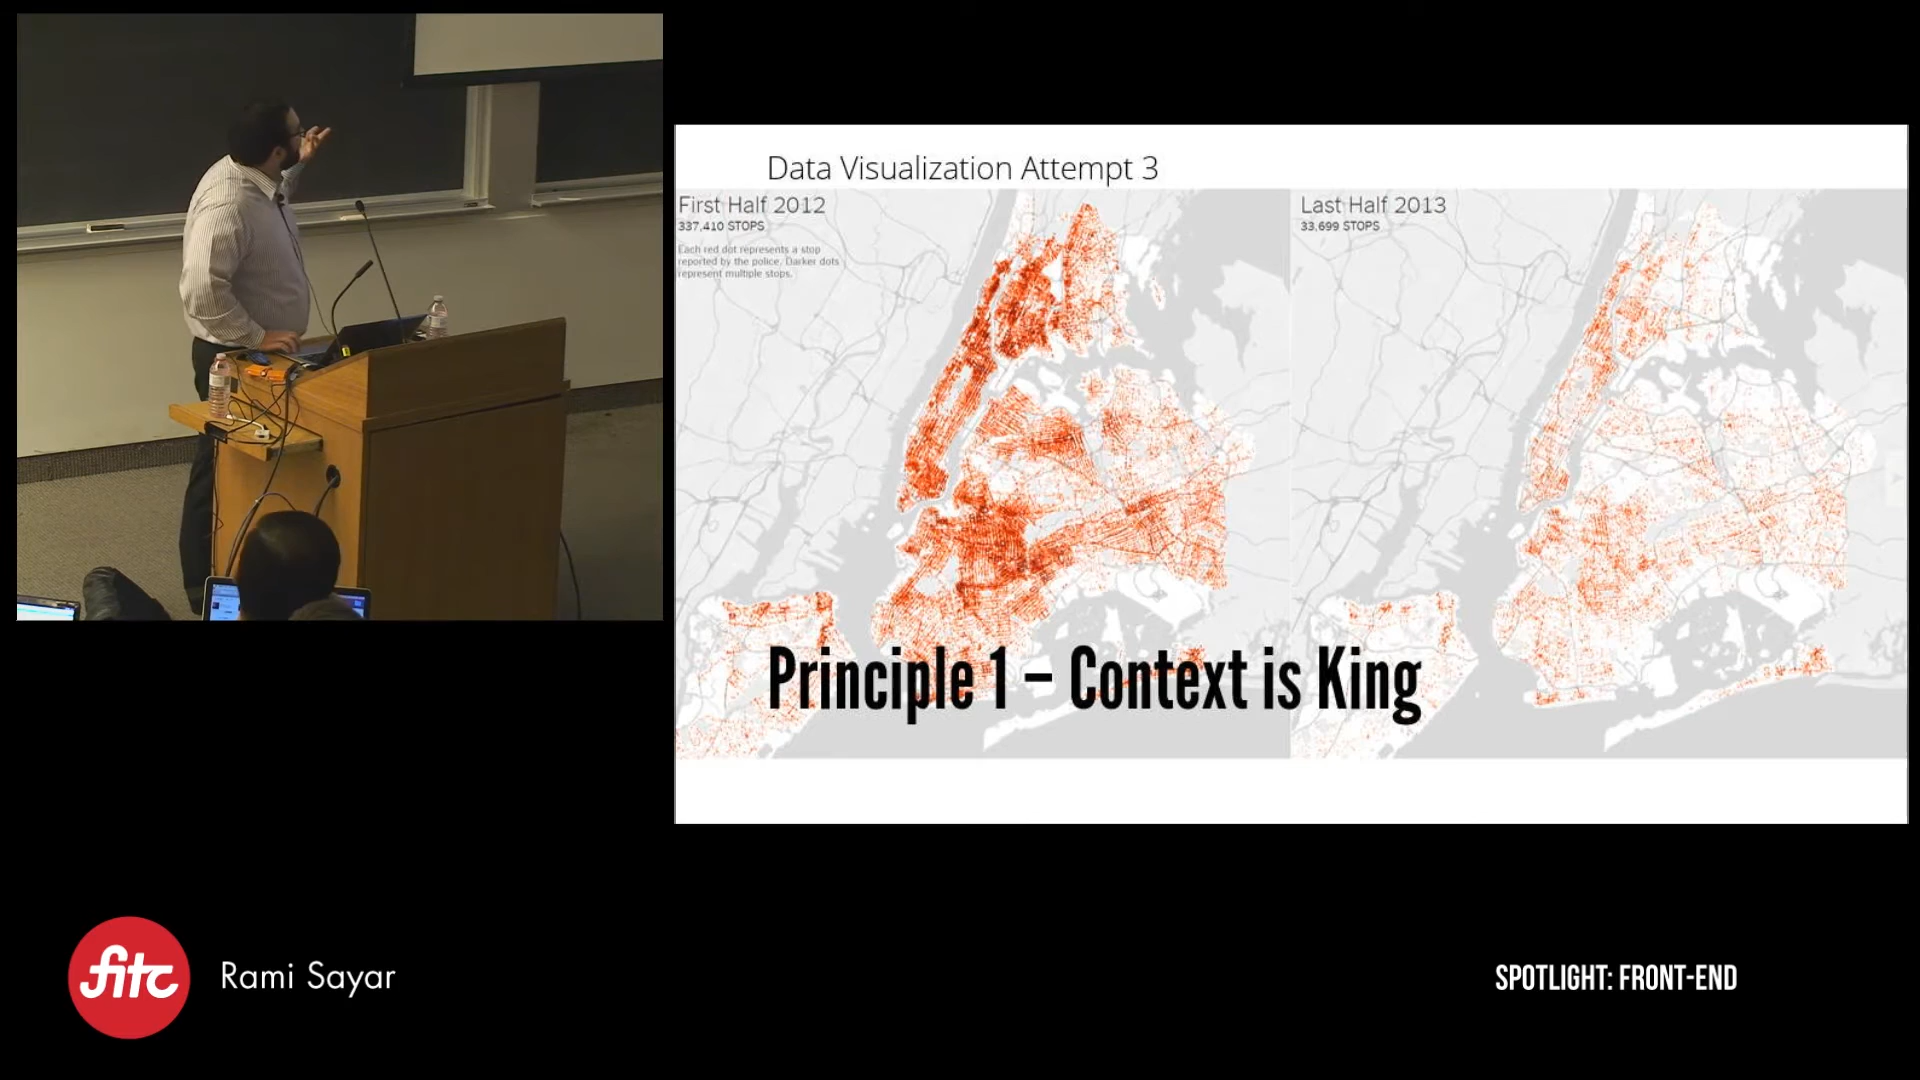 Data Visualization Attempt 3
First Half 2012
337,410 STOPS
Each red dot represents a stop
reported by the police. Darker dots
represent multiple stops.
Last Half 2013
33,699 STOPS
Principle 1 – Context is King
fitc
Rami Sayar
SPOTLIGHT: FRONT-END